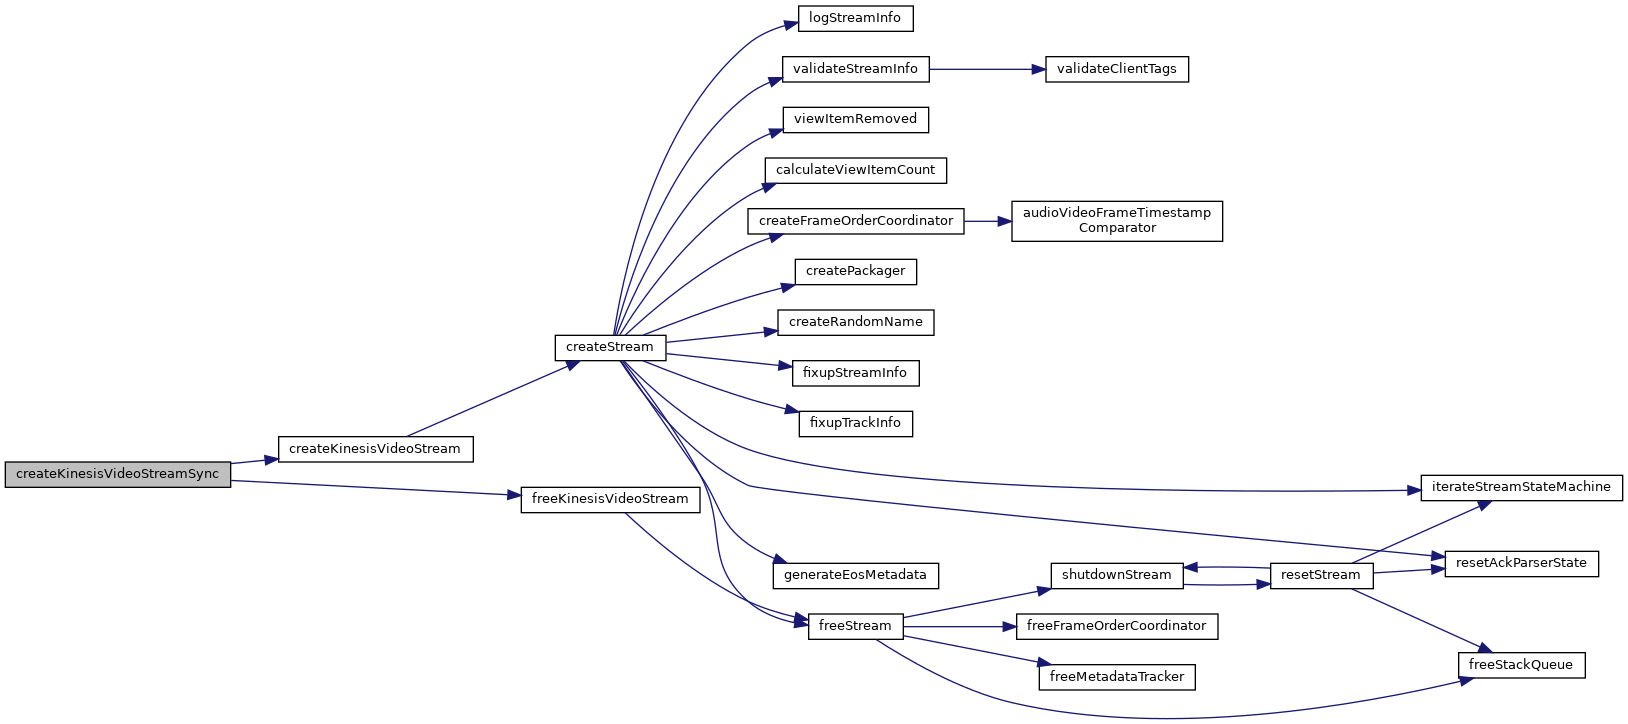 logStreamInfo
validateStreamInfo
validateClientTags
viewItemRemoved
calculateViewItemCount
createFrameOrderCoordinator
audioVideoFrameTimestamp
Comparator
createPackager
createRandomName
createStream
fixupStreamInfo
fixupTrackInfo
createKinesisVideoStream
createKinesisVideoStreamSync
iterateStreamStateMachine
freeKinesisVideoStream
resetAckParserState
generateEosMetadata
shutdownStream
resetStream
freeStream
freeFrameOrderCoordinator
freeStackQueue
freeMetadataTracker